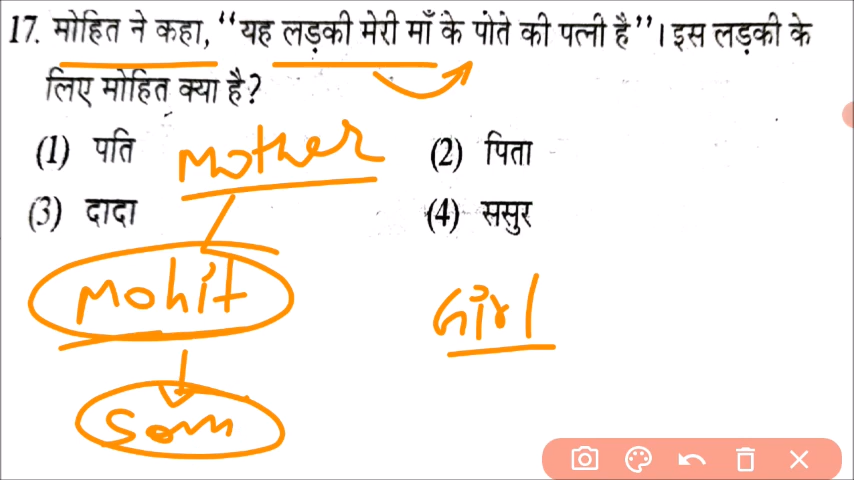 17. मोहित ने कहा, “यह लड़की मेरी माँ के पोते की पत्नी है”। इस लड़की के
लिए मोहित क्या है?
(1) पति (2) पिता
(3) दादा (4) ससुर
Mother
Mohit
Girl
Son